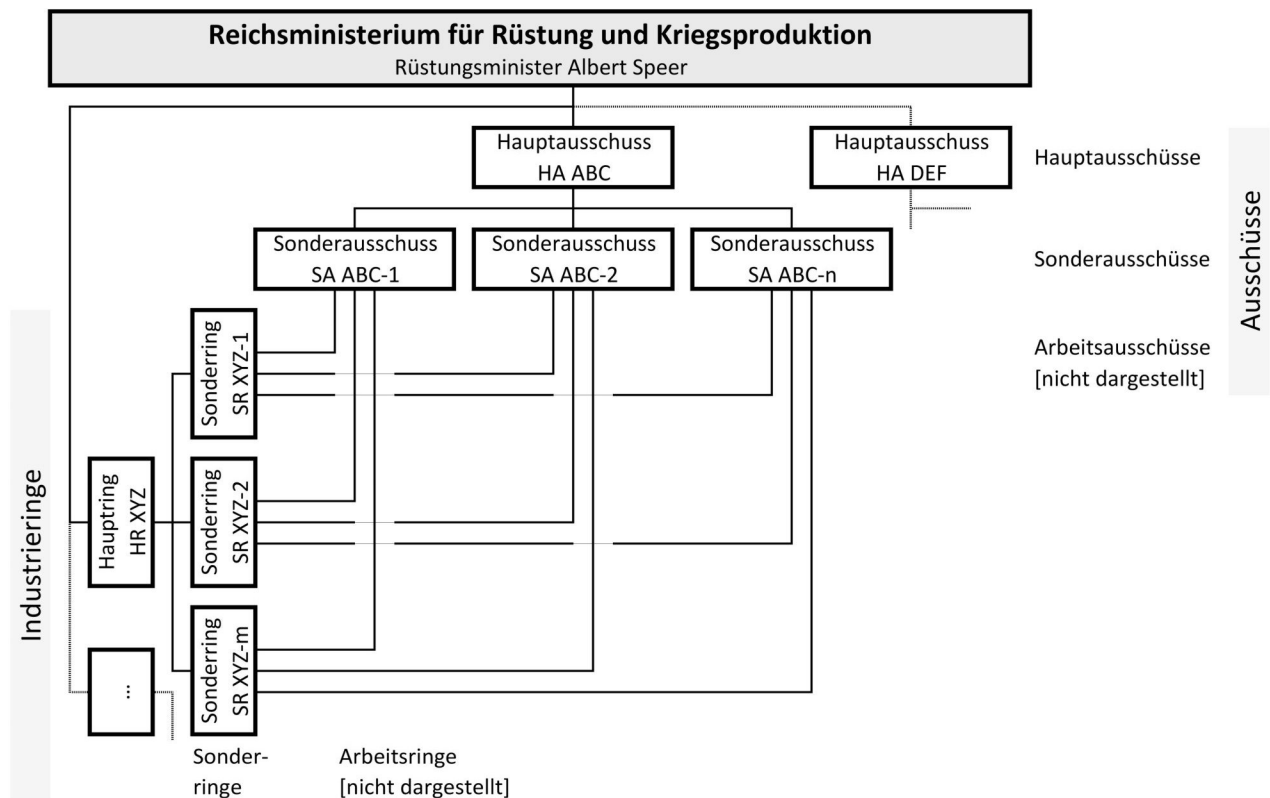 Reichsministerium für Rüstung und Kriegsproduktion
Rüstungsminister Albert Speer
Hauptausschuss
HA ABC
Hauptausschuss
HA DEF
Hauptausschüsse
Sonderausschuss
SA ABC-1
Sonderausschuss
SA ABC-2
Sonderausschuss
SA ABC-n
Sonderausschüsse
Arbeitsausschüsse
[nicht dargestellt]
Ausschüsse
Industrieringe
Hauptring
HR XYZ
...
Sonderring
SR XYZ-1
Sonderring
SR XYZ-2
Sonderring
SR XYZ-m
Sonder-
ringe
Arbeitsringe
[nicht dargestellt]